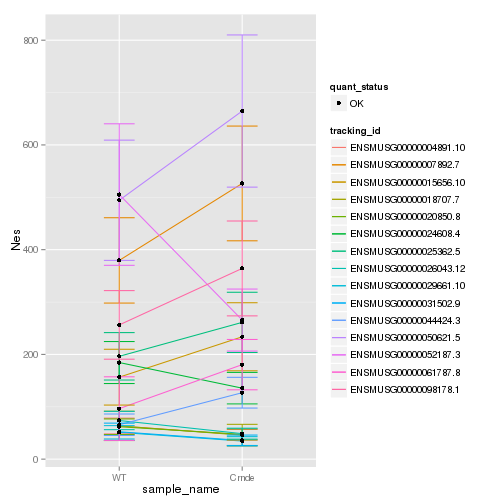 800
600
400
200
0
Nes
WT
Cmde
sample_name
quant_status
OK
tracking_id
ENSMUSG00000004891.10
ENSMUSG00000007892.7
ENSMUSG00000015656.10
ENSMUSG00000018707.7
ENSMUSG00000020850.8
ENSMUSG00000024608.4
ENSMUSG00000025362.5
ENSMUSG00000026043.12
ENSMUSG00000029661.10
ENSMUSG00000031502.9
ENSMUSG00000044424.3
ENSMUSG00000050621.5
ENSMUSG00000052187.3
ENSMUSG00000061787.8
ENSMUSG00000098178.1